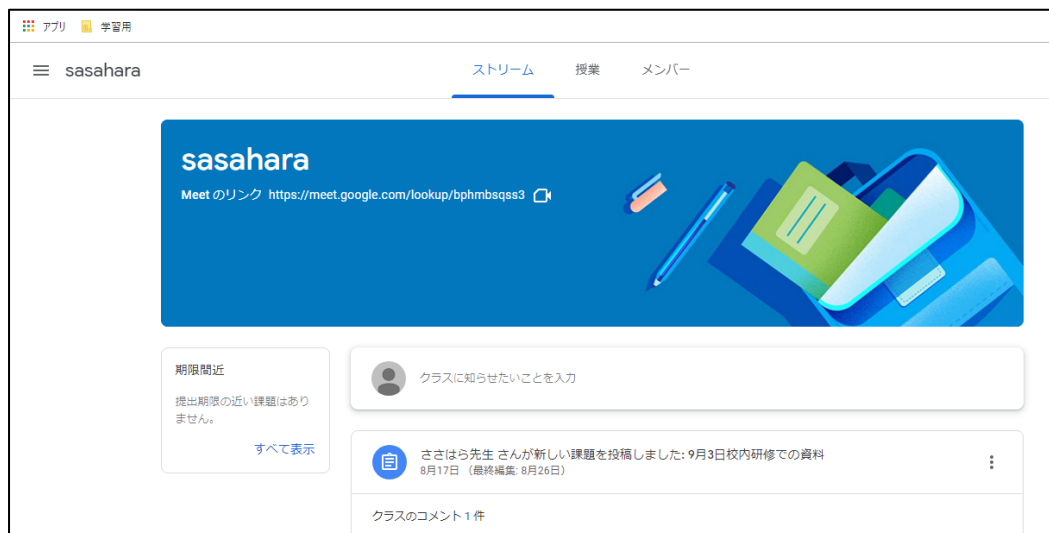 アプリ 学習用
sasahara ストリーム 授業 メンバー
sasahara
Meet のリンク https://meet.google.com/lookup/bphmbsqss3
期限間近
提出期限の近い課題はあり
ません。
すべて表示
クラスに知らせたいことを入力
ささはら先生 さんが新しい課題を投稿しました: 9月3日校内研修での資料
8月17日 （最終編集: 8月26日）
クラスのコメント 1 件